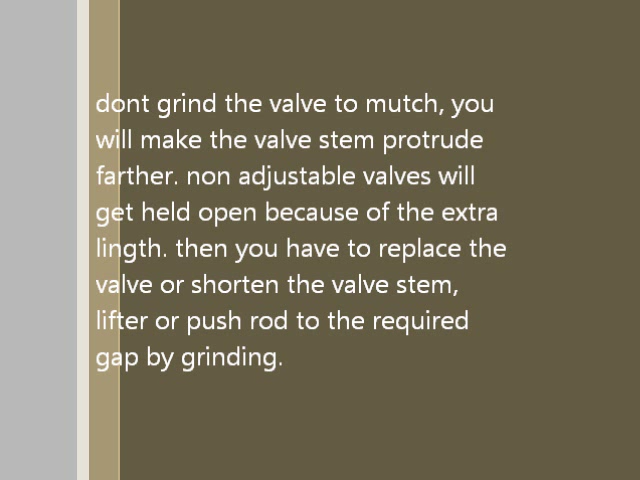 dont grind the valve to mutch, you
will make the valve stem protrude
farther. non adjustable valves will
get held open because of the extra
lingth. then you have to replace the
valve or shorten the valve stem,
lifter or push rod to the required
gap by grinding.